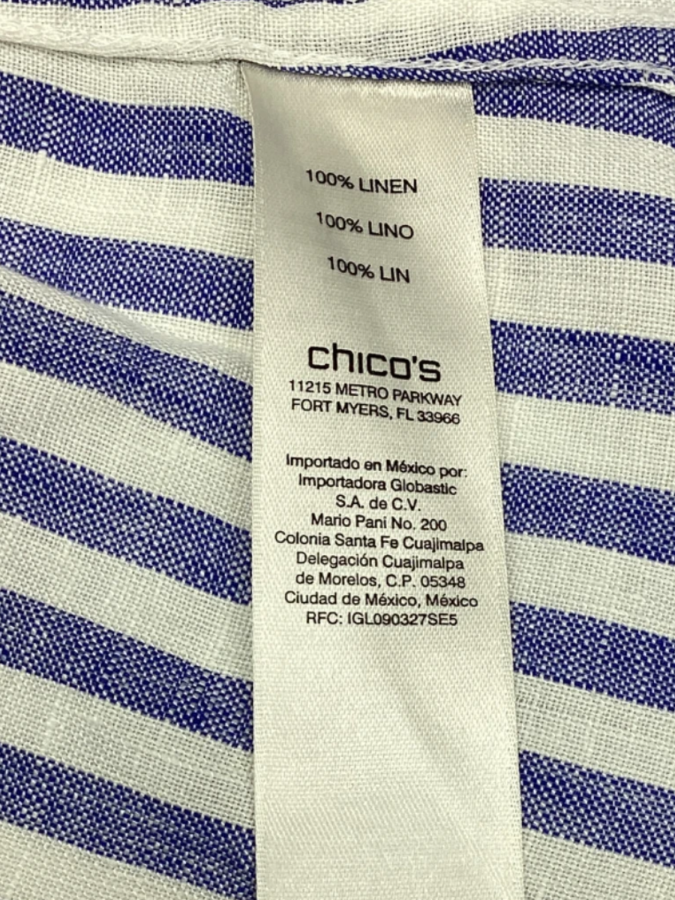 100% LINEN
100% LINO
100% LIN
chico's
11215 METRO PARKWAY
FORT MYERS, FL 33966
Importado en México por:
Importadora Globastic
S.A. de C.V.
Mario Pani No. 200
Colonia Santa Fe Cuajimalpa
Delegación Cuajimalpa
de Morelos, C.P. 05348
Ciudad de México, México
RFC: IGL090327SE5